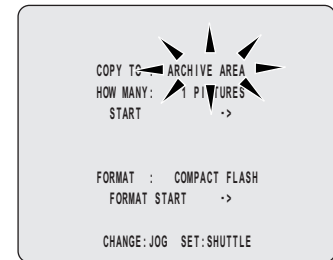 COPY TO : ARCHIVE AREA
HOW MANY: 1 PICTURES
START ->
FORMAT : COMPACT FLASH
FORMAT START ->
CHANGE:JOG SET:SHUTTLE